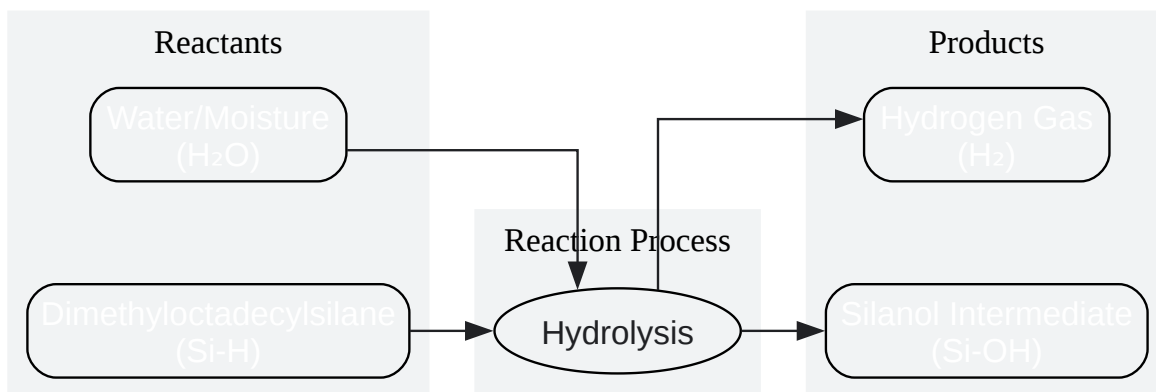 Reactants
Water/Moisture
(H₂O)
Dimethyloctadecylsilane
(Si-H)
Reaction Process
Hydrolysis
Products
Hydrogen Gas
(H₂)
Silanol Intermediate
(Si-OH)